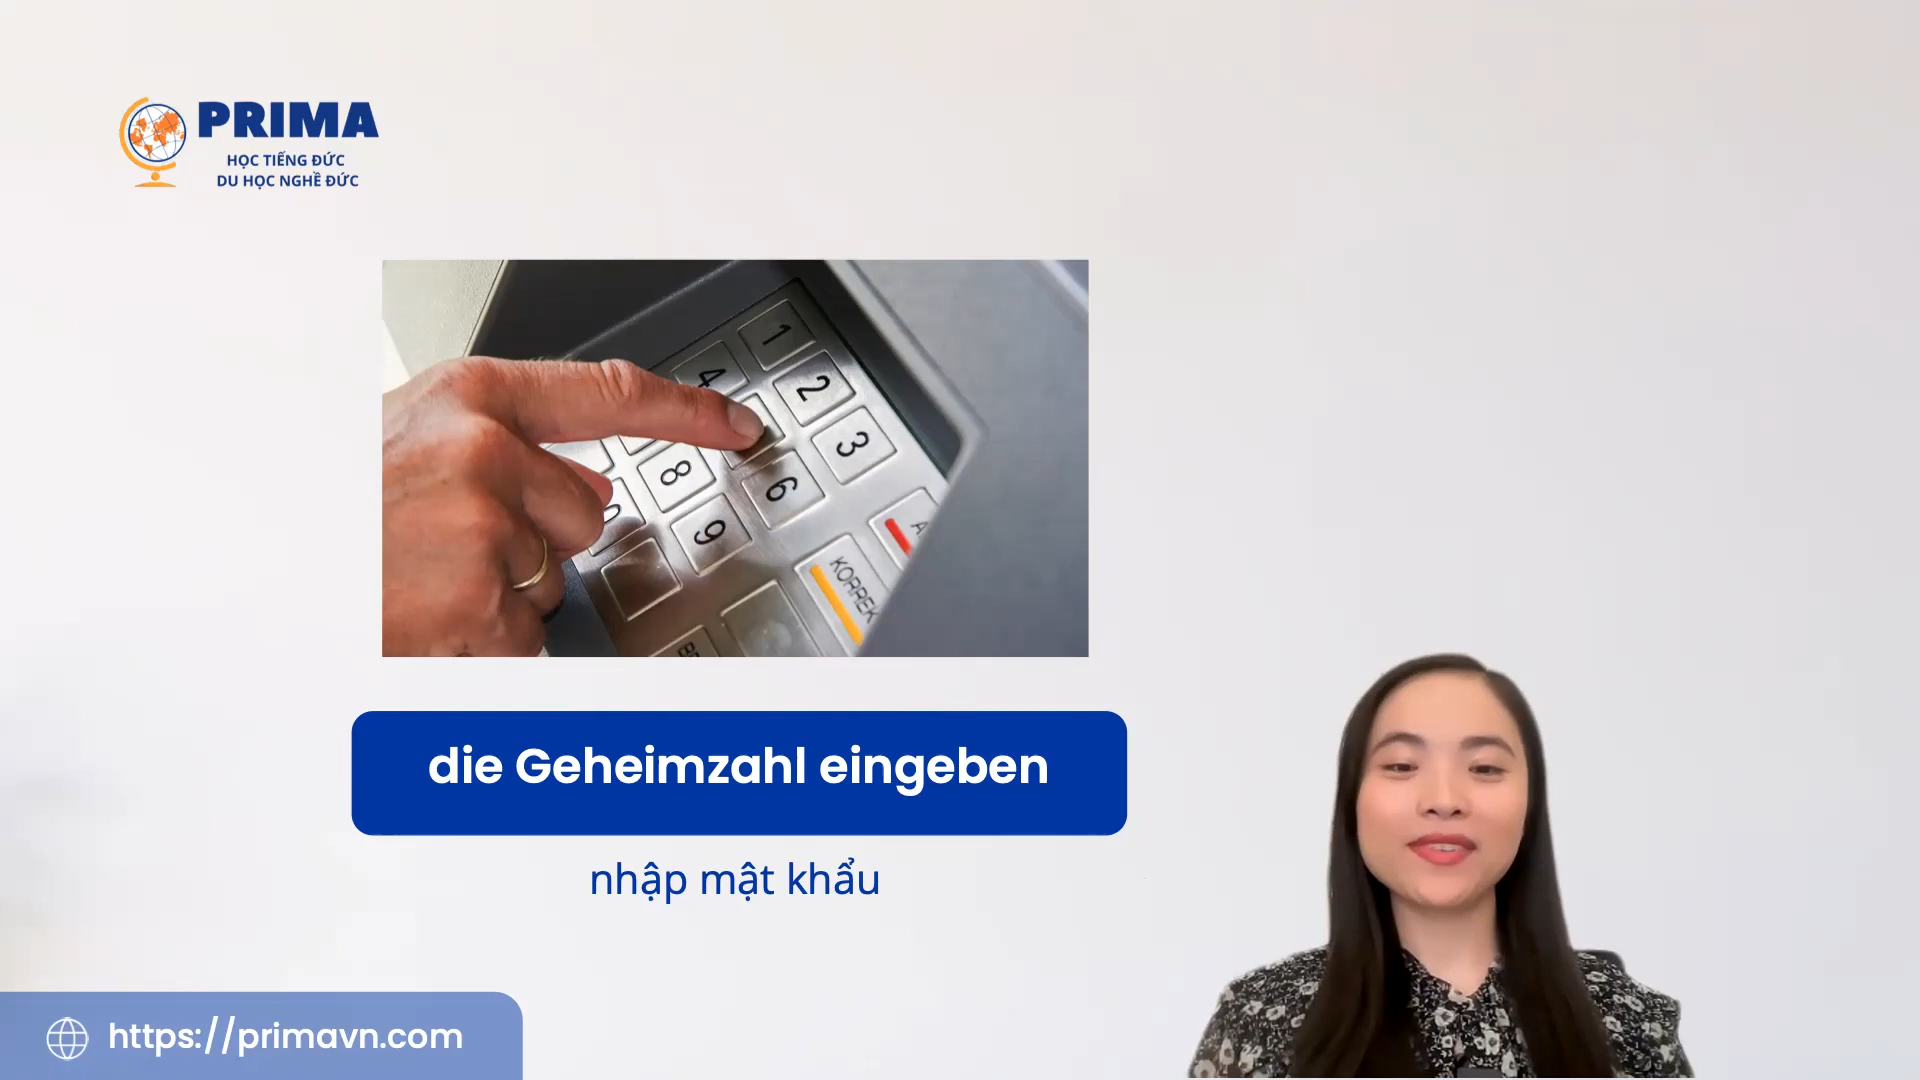 PRIMA
HỌC TIẾNG ĐỨC
DU HỌC NGHỀ ĐỨC
1
4
2
3
8
6
9
KORREK
die Geheimzahl eingeben
nhập mật khẩu
https://primavn.com